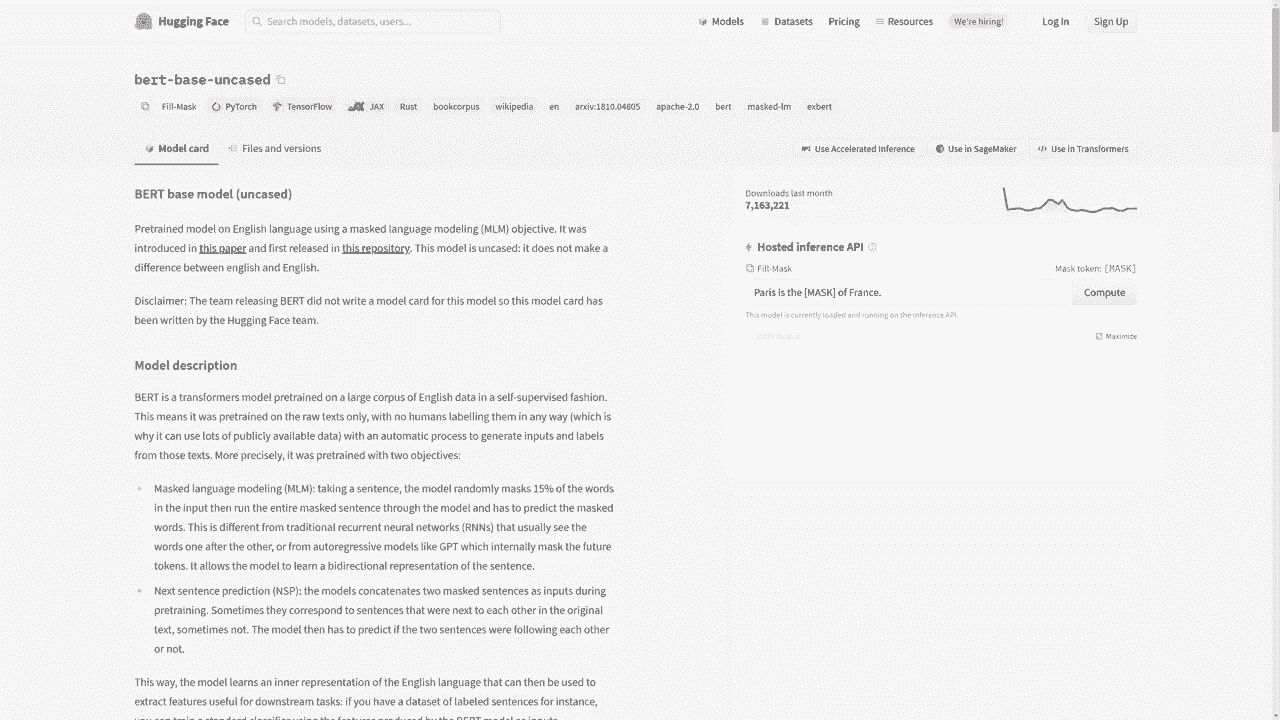 Hugging Face
Search models, datasets, users...
Models
Datasets
Pricing
Resources
We're hiring!
Log In
Sign Up
bert-base-uncased
Fill-Mask
PyTorch
TensorFlow
JAX
Rust
bookcorpus
wikipedia
en
arxiv:1810.04805
apache-2.0
bert
masked-lm
exbert
Model card
Files and versions
Use Accelerated Inference
Use in SageMaker
Use in Transformers
BERT base model (uncased)
Pretrained model on English language using a masked language modeling (MLM) objective. It was
introduced in this paper and first released in this repository. This model is uncased: it does not make a
difference between english and English.
Disclaimer: The team releasing BERT did not write a model card for this model so this model card has
been written by the Hugging Face team.
Model description
BERT is a transformers model pretrained on a large corpus of English data in a self-supervised fashion.
This means it was pretrained on the raw texts only, with no humans labelling them in any way (which is
why it can use lots of publicly available data) with an automatic process to generate inputs and labels
from those texts. More precisely, it was pretrained with two objectives:
Masked language modeling (MLM): taking a sentence, the model randomly masks 15% of the words
in the input then run the entire masked sentence through the model and has to predict the masked
words. This is different from traditional recurrent neural networks (RNNs) that usually see the
words one after the other, or from autoregressive models like GPT which internally mask the future
tokens. It allows the model to learn a bidirectional representation of the sentence.
Next sentence prediction (NSP): the models concatenates two masked sentences as inputs during
pretraining. Sometimes they correspond to sentences that were next to each other in the original
text, sometimes not. The model then has to predict if the two sentences were following each other
or not.
This way, the model learns an inner representation of the English language that can then be used to
extract features useful for downstream tasks: if you have a dataset of labeled sentences for instance,
you can train a standard classifier using the features produced by the BERT model as inputs.
Downloads last month
7,163,221
Hosted inference API
Fill-Mask
Mask token: [MASK]
Paris is the [MASK] of France.
Compute
This model is currently loaded and running on the Inference API.
JSON Output
Maximize